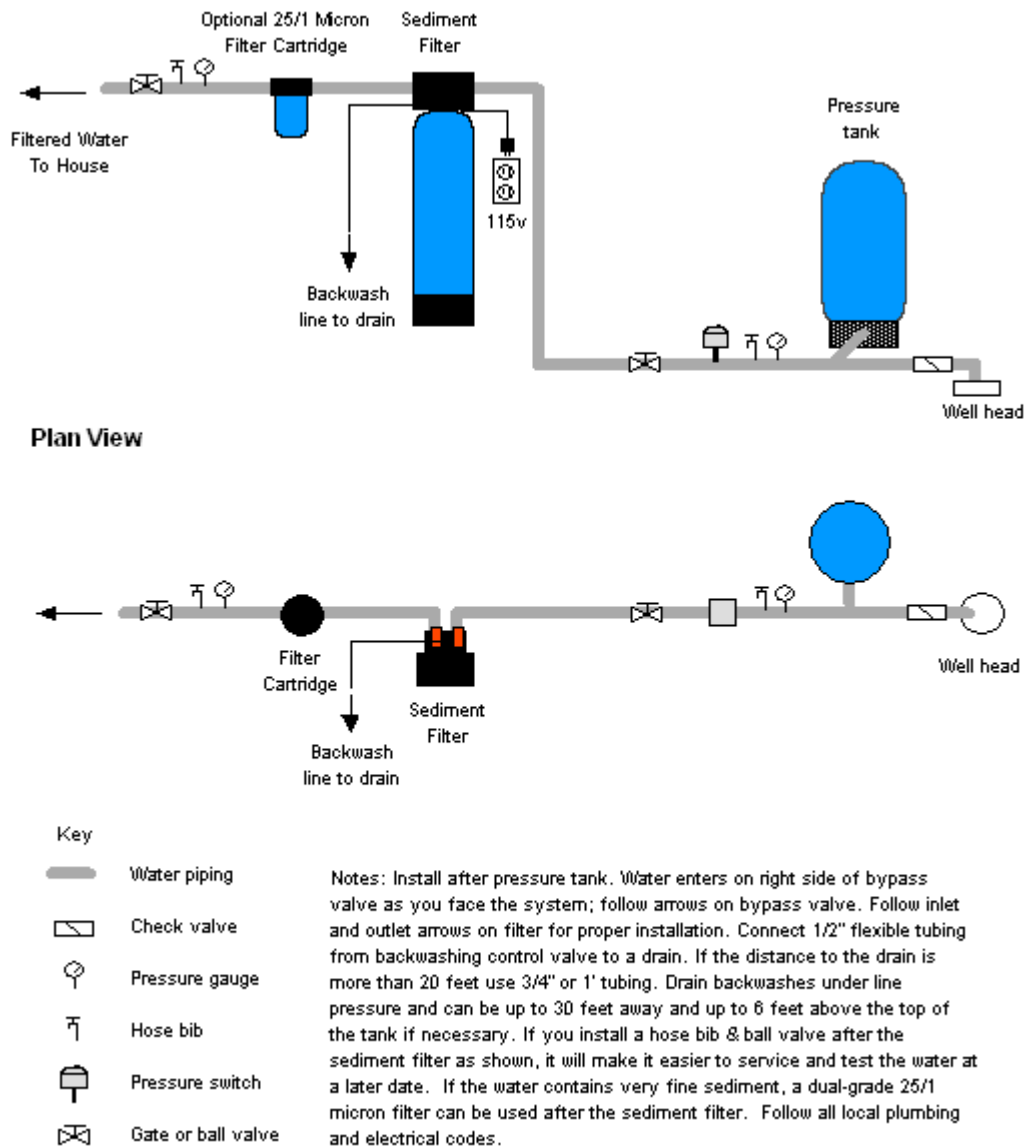 Optional 25/1 Micron
Filter Cartridge
Sediment
Filter
Filtered Water
To House
115v
Backwash
line to drain
Pressure
tank
Well head
Plan View
Filter
Cartridge
Sediment
Filter
Backwash
line to drain
Well head
Key
Water piping
Check valve
Pressure gauge
Hose bib
Pressure switch
Gate or ball valve
Notes: Install after pressure tank. Water enters on right side of bypass
valve as you face the system; follow arrows on bypass valve. Follow inlet
and outlet arrows on filter for proper installation. Connect 1/2" flexible tubing
from backwashing control valve to a drain. If the distance to the drain is
more than 20 feet use 3/4" or 1' tubing. Drain backwashes under line
pressure and can be up to 30 feet away and up to 6 feet above the top of
the tank if necessary. If you install a hose bib & ball valve after the
sediment filter as shown, it will make it easier to service and test the water at
a later date. If the water contains very fine sediment, a dual-grade 25/1
micron filter can be used after the sediment filter. Follow all local plumbing
and electrical codes.